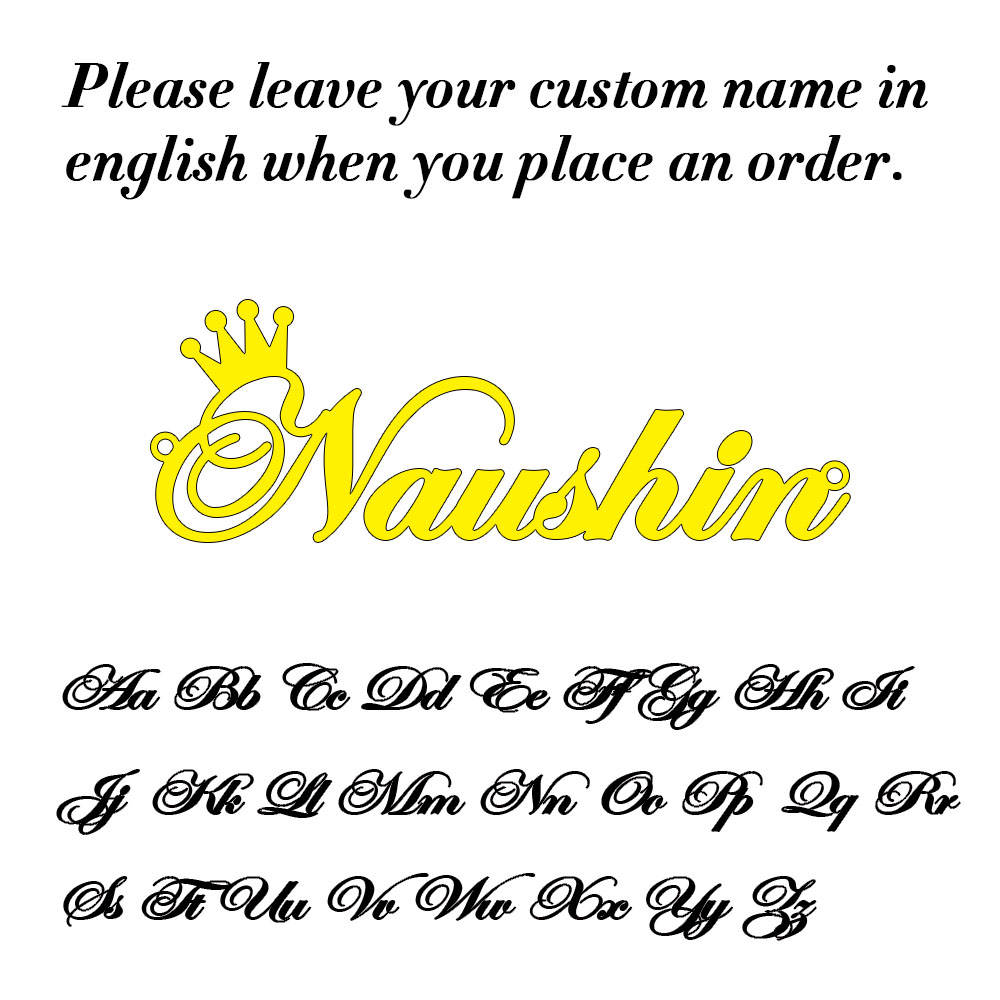 Please leave your custom name in
english when you place an order.
Naushin
Aa Bb Cc Dd Ee Ff Gg Hh Ii
Jj Kk Ll Mm Nn Oo Pp Qq Rr
Ss Tt Uu Vv Ww Xx Yy Zz